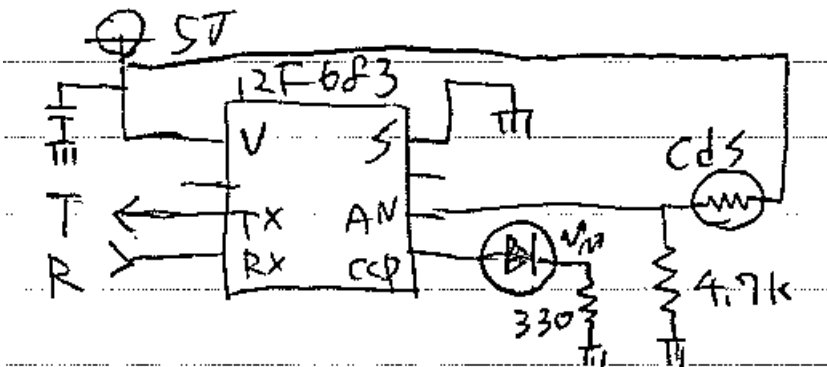 5V
12F683
V S
CdS
T TX AN
R RX CCP
330
4.7k